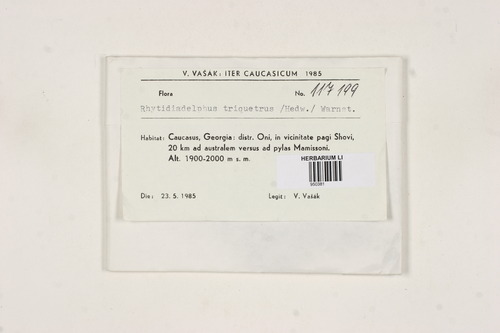 V. VAŠÁK: ITER CAUCASICUM 1985
Flora No. 117 199
Rhytidiadelphus triquetrus /Hedw./ Warnst.
Habitat: Caucasus, Georgia: distr. Oni, in vicinitate pagi Shovi,
20 km ad australem versus ad pylas Mamissoni.
Alt. 1900-2000 m s. m.
HERBARIUM LI
950381
Die: 23. 5. 1985 Legit: V. Vašák